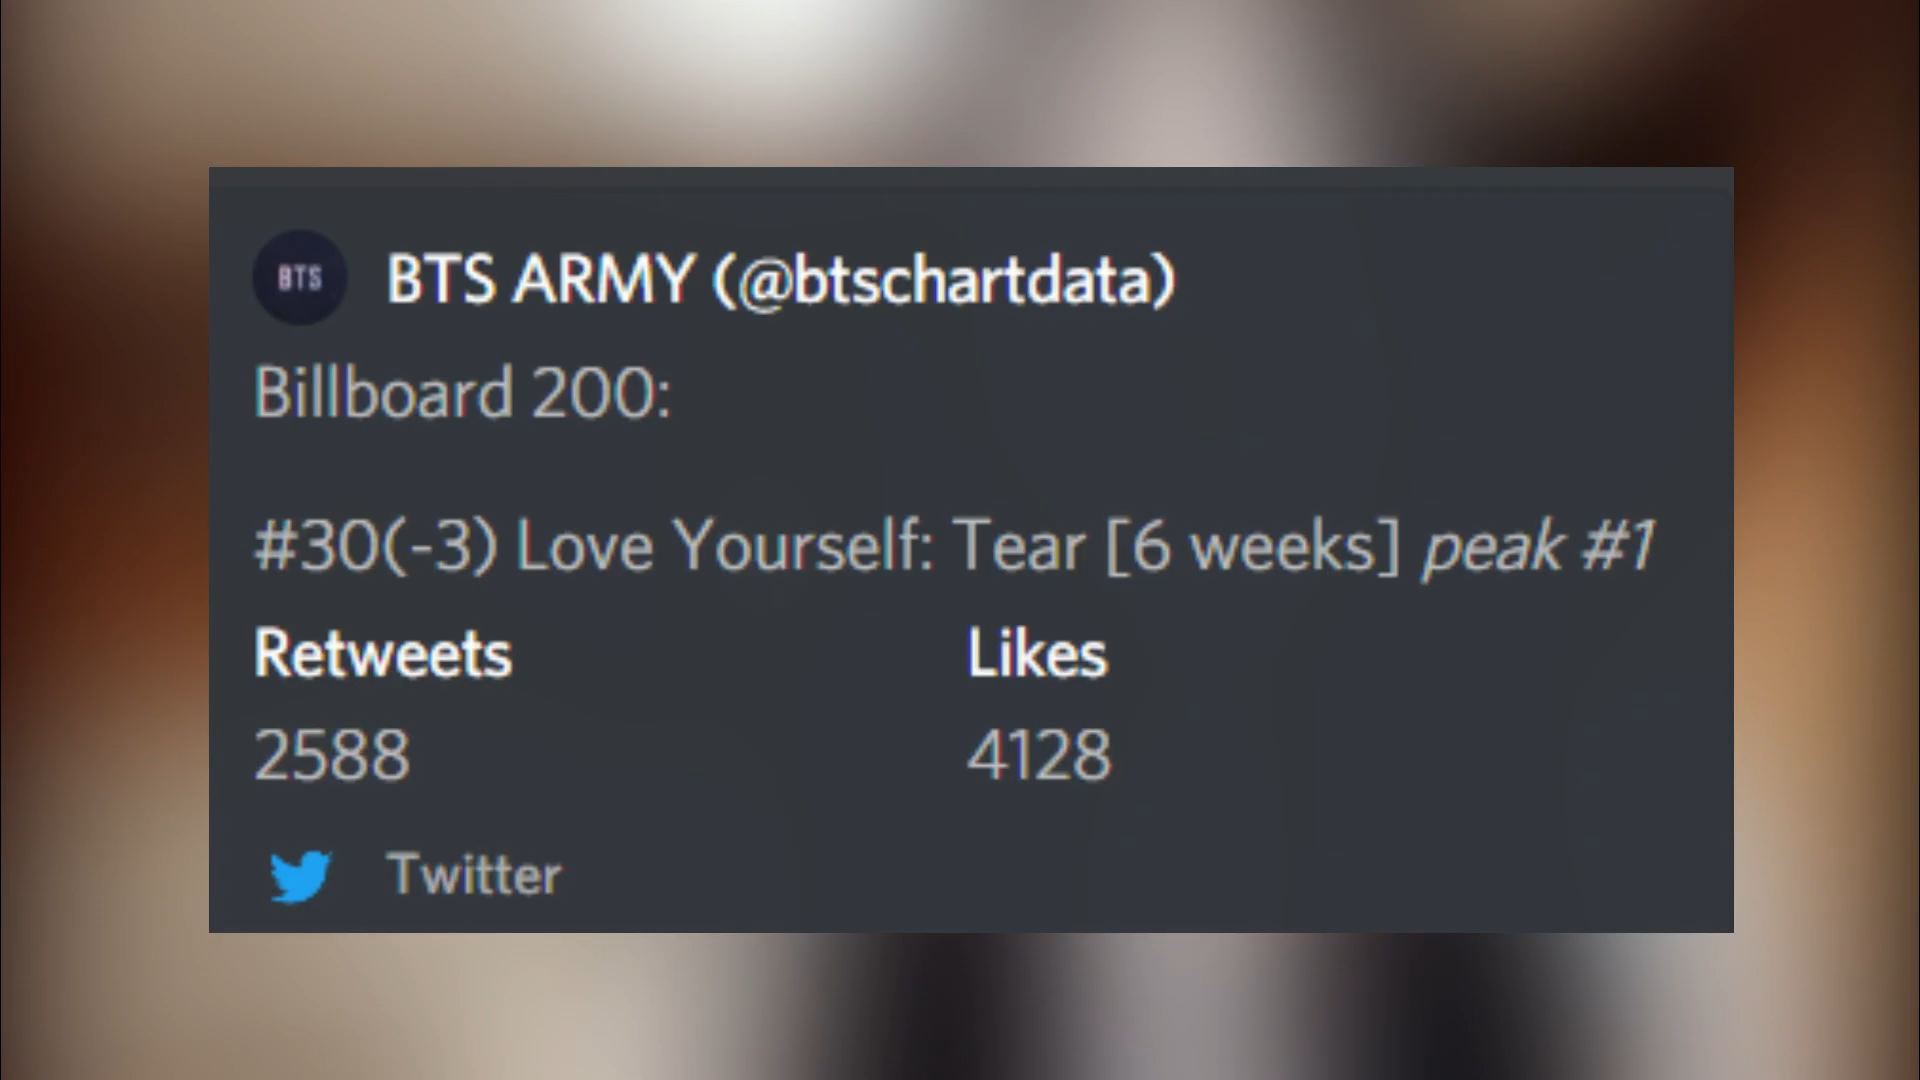 BTS
BTS ARMY (@btschartdata)
Billboard 200:
#30(-3) Love Yourself: Tear [6 weeks] peak #1
Retweets Likes
2588 4128
Twitter